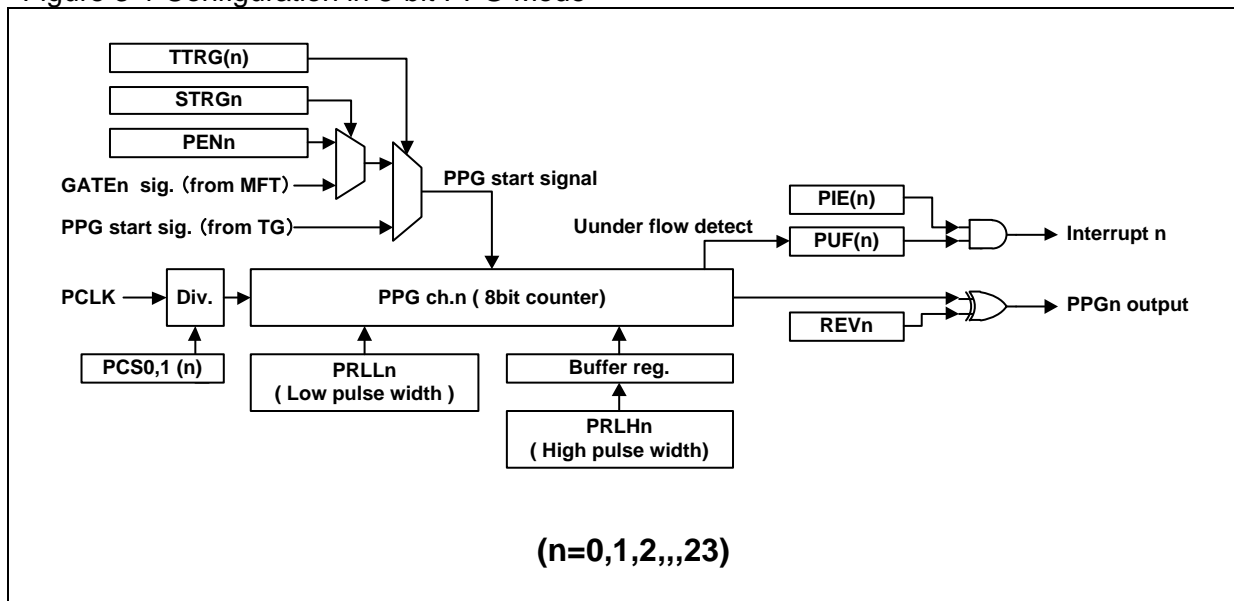 TTRG(n)
STRGn
PENn
GATEn sig. (from MFT)
PPG start sig. (from TG)
PPG start signal
Uunder flow detect
PIE(n)
PUF(n)
Interrupt n
PCLK
Div.
PPG ch.n ( 8bit counter)
REVn
PPGn output
PCS0,1 (n)
PRLLn
( Low pulse width )
Buffer reg.
PRLHn
( High pulse width)
(n=0,1,2,,,23)